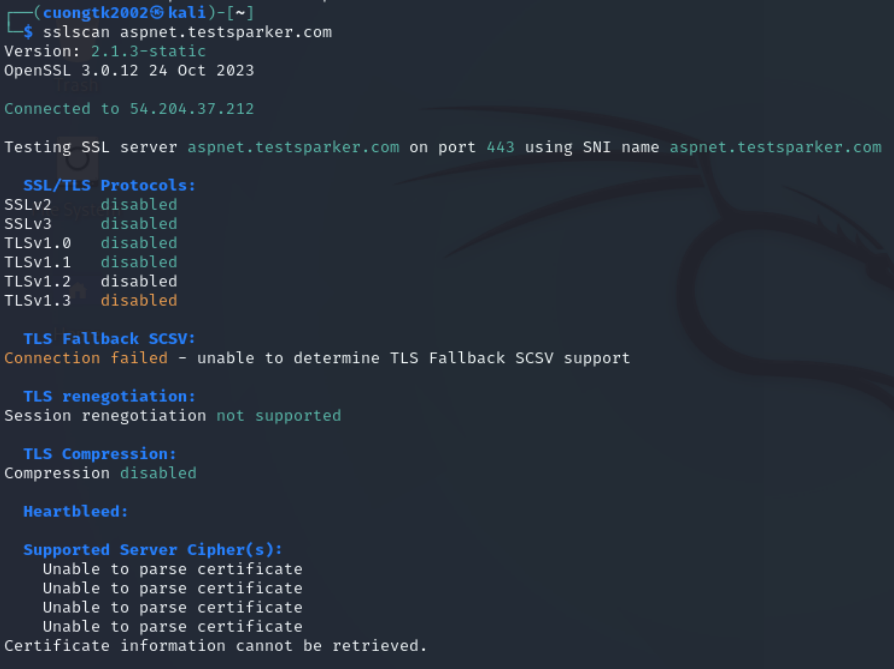 ┌──(cuongtk2002㉿kali)-[~]
└─$ sslscan aspnet.testsparker.com
Version: 2.1.3-static
OpenSSL 3.0.12 24 Oct 2023
Connected to 54.204.37.212
Testing SSL server aspnet.testsparker.com on port 443 using SNI name aspnet.testsparker.com
SSL/TLS Protocols:
SSLv2 disabled
SSLv3 disabled
TLSv1.0 disabled
TLSv1.1 disabled
TLSv1.2 disabled
TLSv1.3 disabled
TLS Fallback SCSV:
Connection failed - unable to determine TLS Fallback SCSV support
TLS renegotiation:
Session renegotiation not supported
TLS Compression:
Compression disabled
Heartbleed:
Supported Server Cipher(s):
Unable to parse certificate
Unable to parse certificate
Unable to parse certificate
Unable to parse certificate
Certificate information cannot be retrieved.